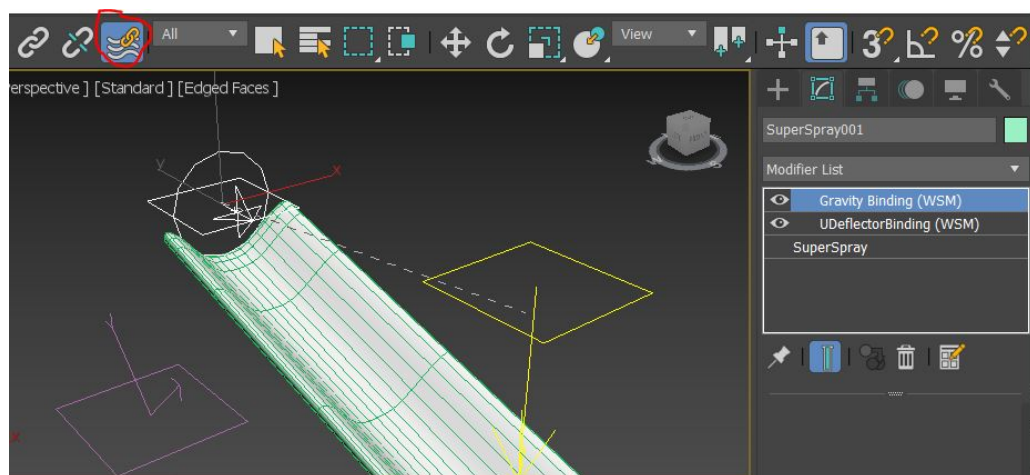 All
View
3
%
erspective ] [Standard ] [Edged Faces ]
y
x
SuperSpray001
Modifier List
Gravity Binding (WSM)
UDeflectorBinding (WSM)
SuperSpray
x